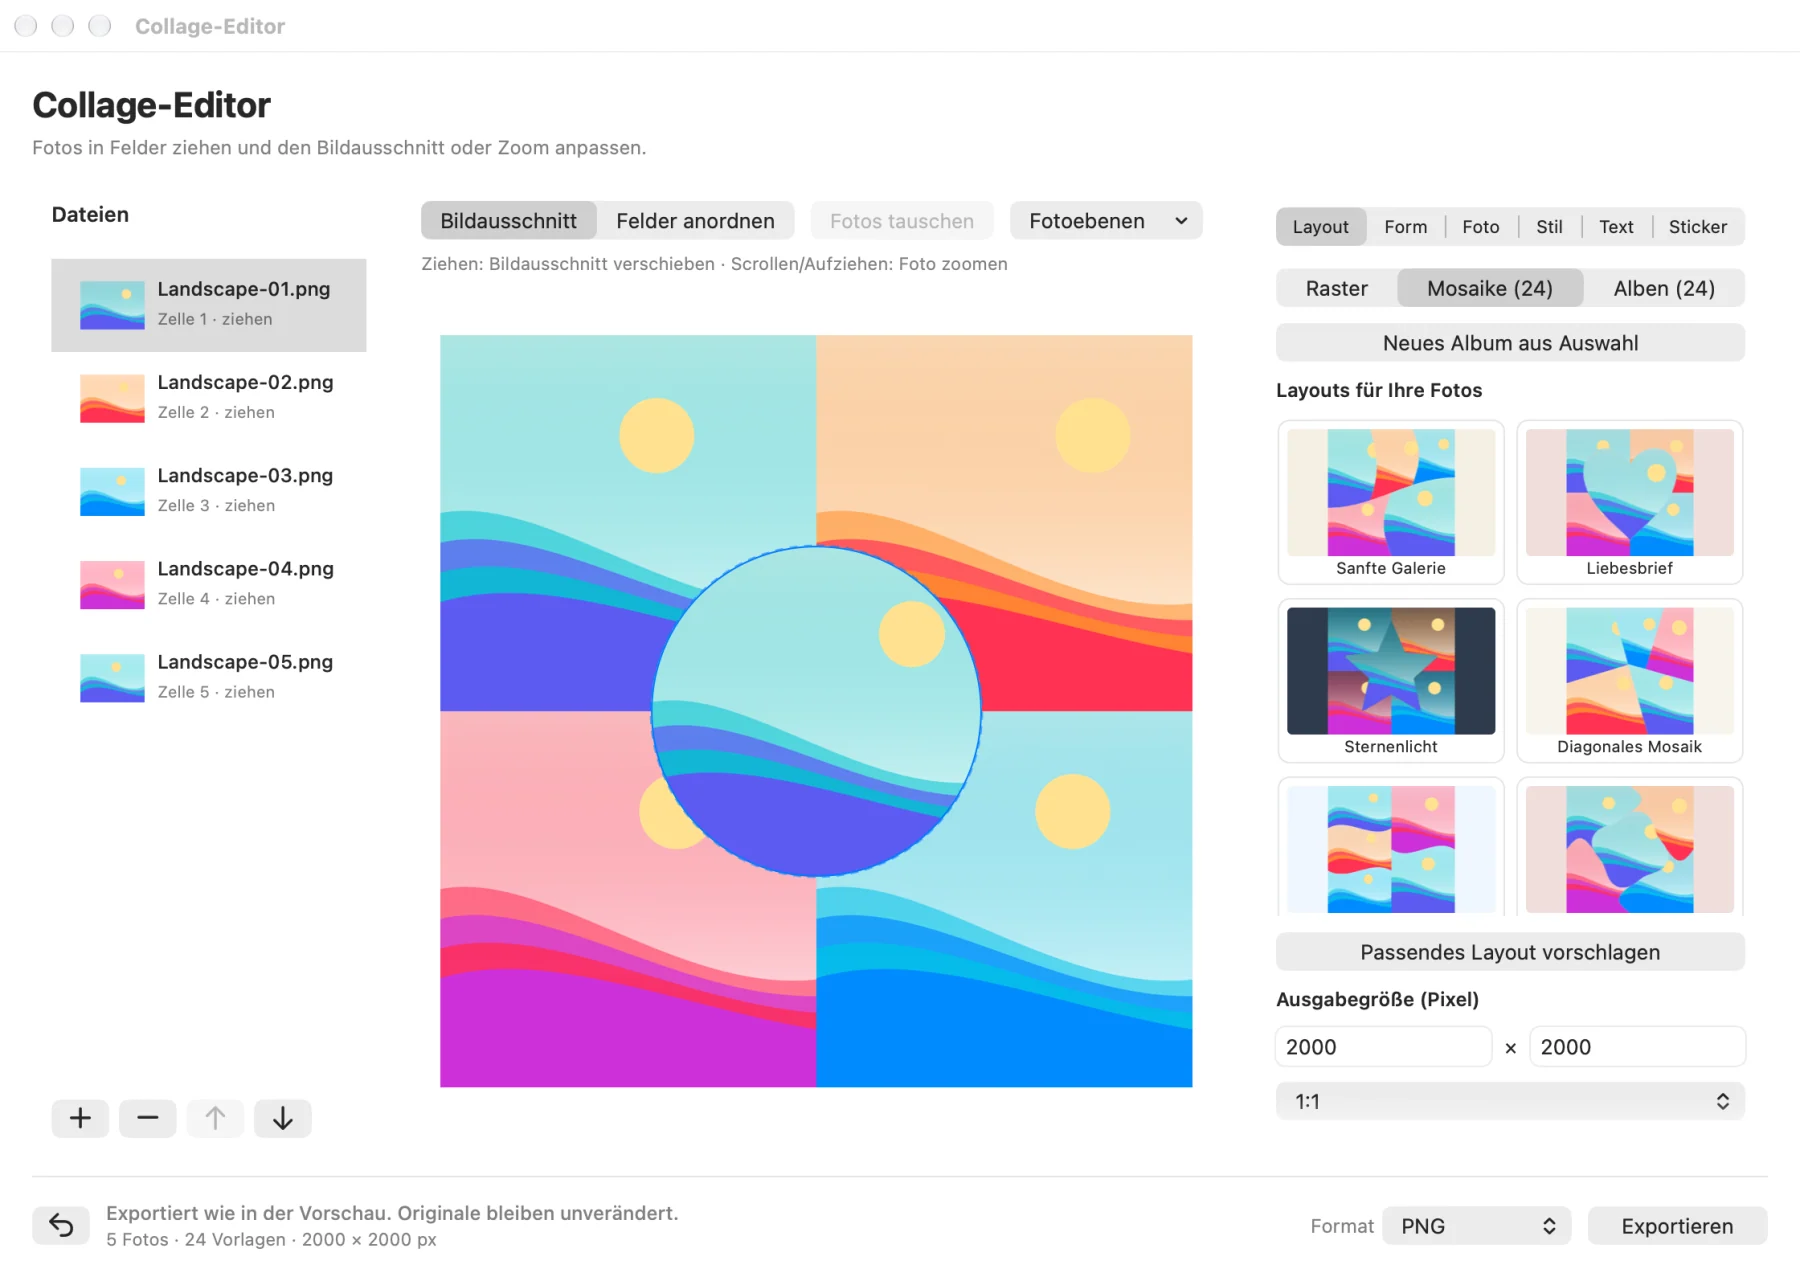 Collage-Editor
Collage-Editor
Fotos in Felder ziehen und den Bildausschnitt oder Zoom anpassen.
Dateien
Landscape-01.png
Zelle 1 · ziehen
Landscape-02.png
Zelle 2 · ziehen
Landscape-03.png
Zelle 3 · ziehen
Landscape-04.png
Zelle 4 · ziehen
Landscape-05.png
Zelle 5 · ziehen
Bildausschnitt Felder anordnen Fotos tauschen Fotoebenen
Ziehen: Bildausschnitt verschieben · Scrollen/Aufziehen: Foto zoomen
Layout Form Foto Stil Text Sticker
Raster Mosaike (24) Alben (24)
Neues Album aus Auswahl
Layouts für Ihre Fotos
Sanfte Galerie Liebesbrief
Sternenlicht Diagonales Mosaik
Passendes Layout vorschlagen
Ausgabegröße (Pixel)
2000 × 2000
1:1
Exportiert wie in der Vorschau. Originale bleiben unverändert.
5 Fotos · 24 Vorlagen · 2000 × 2000 px
Format PNG Exportieren